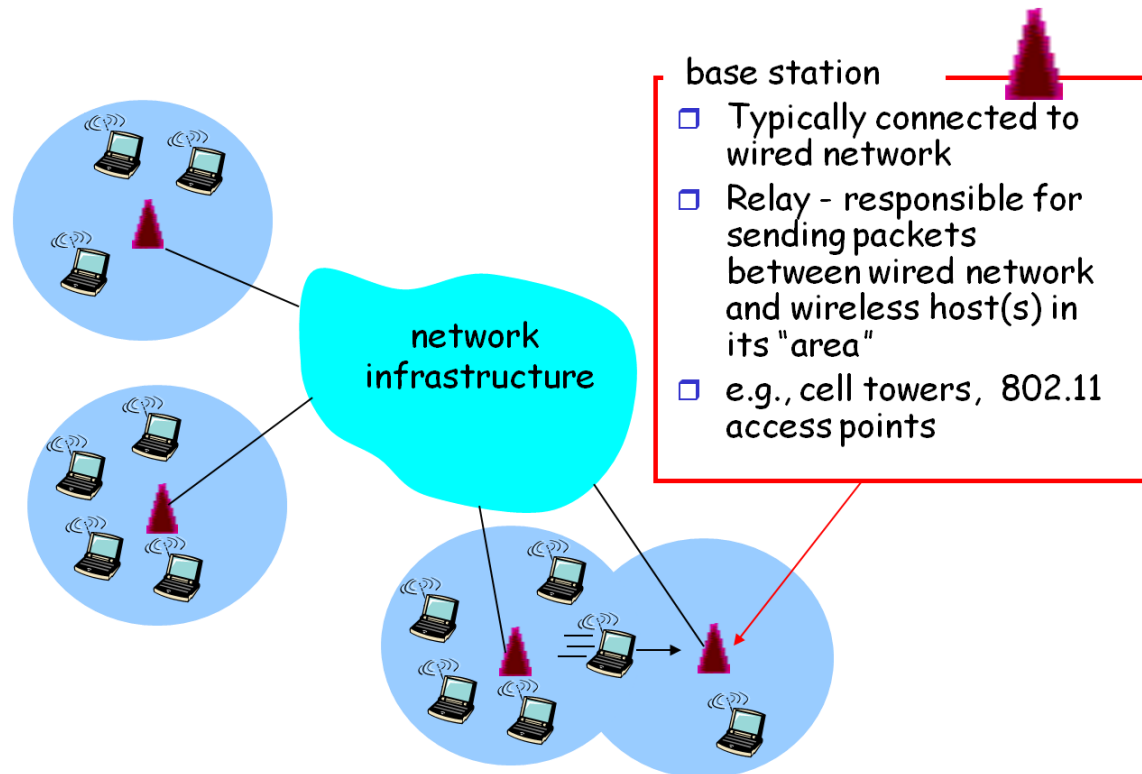 base station
Typically connected to
wired network
Relay - responsible for
sending packets
between wired network
and wireless host(s) in
its “area”
e.g., cell towers, 802.11
access points
network
infrastructure